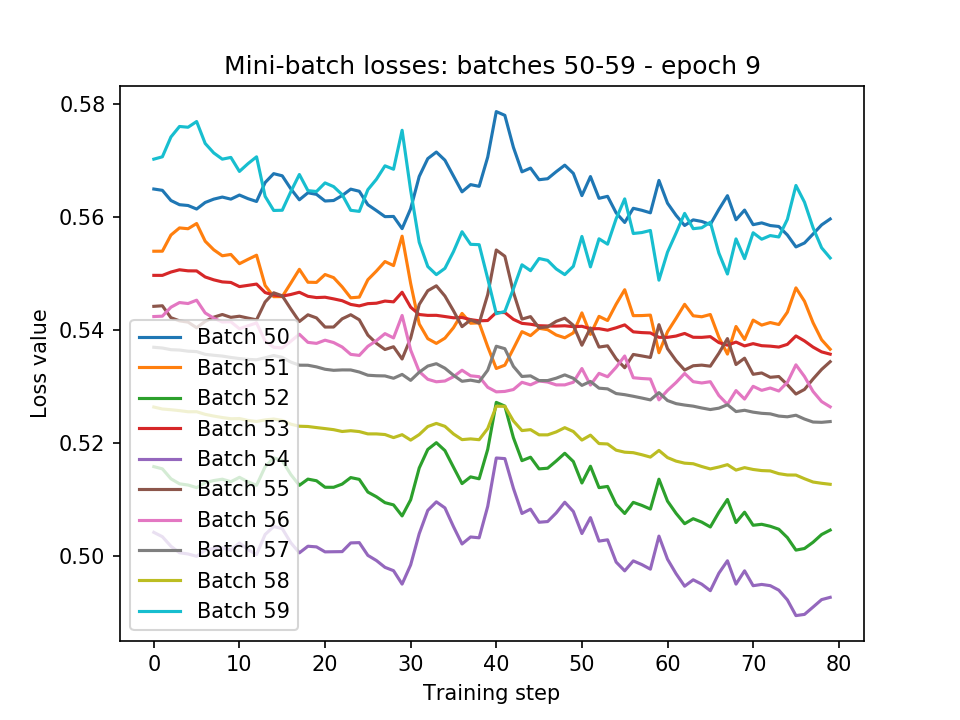 Mini-batch losses: batches 50-59 - epoch 9
0.58
0.56
0.54
0.52
0.50
Loss value
Batch 50
Batch 51
Batch 52
Batch 53
Batch 54
Batch 55
Batch 56
Batch 57
Batch 58
Batch 59
0 10 20 30 40 50 60 70 80
Training step